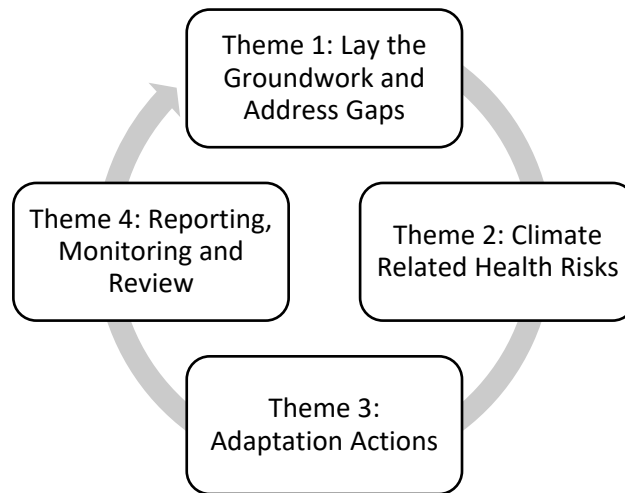 Theme 1: Lay the
Groundwork and
Address Gaps
Theme 2: Climate
Related Health Risks
Theme 3:
Adaptation Actions
Theme 4: Reporting,
Monitoring and
Review